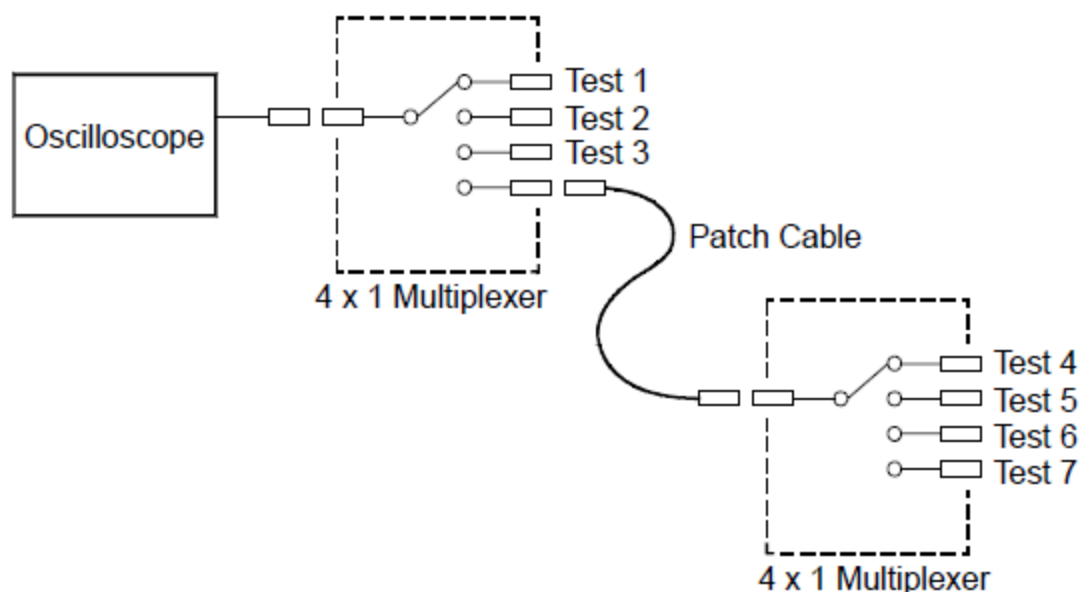 Oscilloscope
Test 1
Test 2
Test 3
Patch Cable
4 x 1 Multiplexer
Test 4
Test 5
Test 6
Test 7
4 x 1 Multiplexer